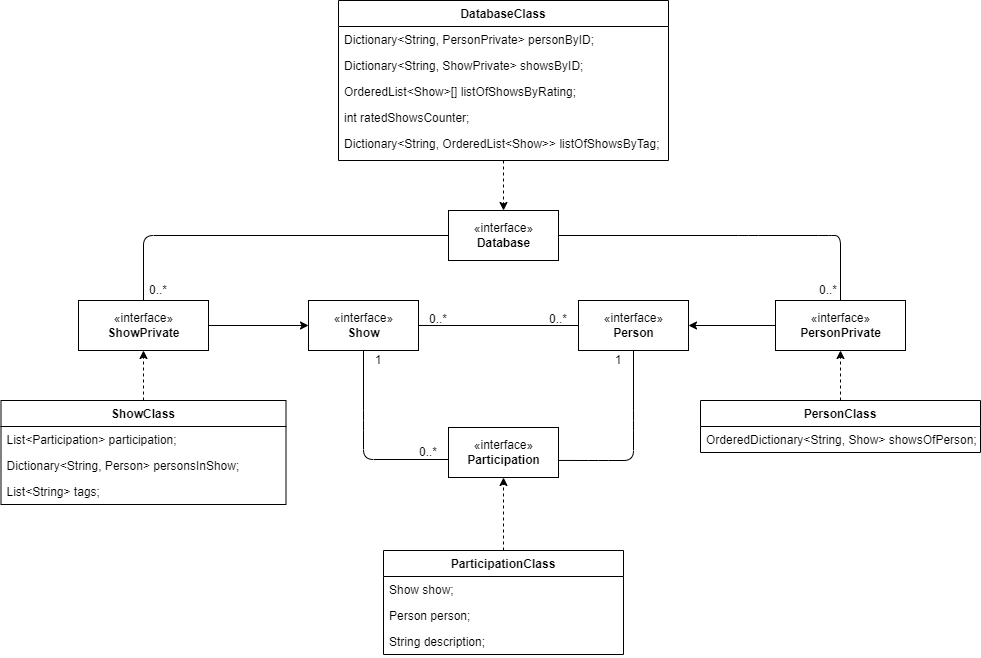 DatabaseClass
Dictionary<String, PersonPrivate> personByID;
Dictionary<String, ShowPrivate> showsByID;
OrderedList<Show>[] listOfShowsByRating;
int ratedShowsCounter;
Dictionary<String, OrderedList<Show>> listOfShowsByTag;
«interface»
Database
0..*
0..*
«interface»
ShowPrivate
«interface»
Show
0..*
0..*
«interface»
Person
«interface»
PersonPrivate
1
1
ShowClass
List<Participation> participation;
Dictionary<String, Person> personsInShow;
List<String> tags;
0..*
«interface»
Participation
PersonClass
OrderedDictionary<String, Show> showsOfPerson;
ParticipationClass
Show show;
Person person;
String description;